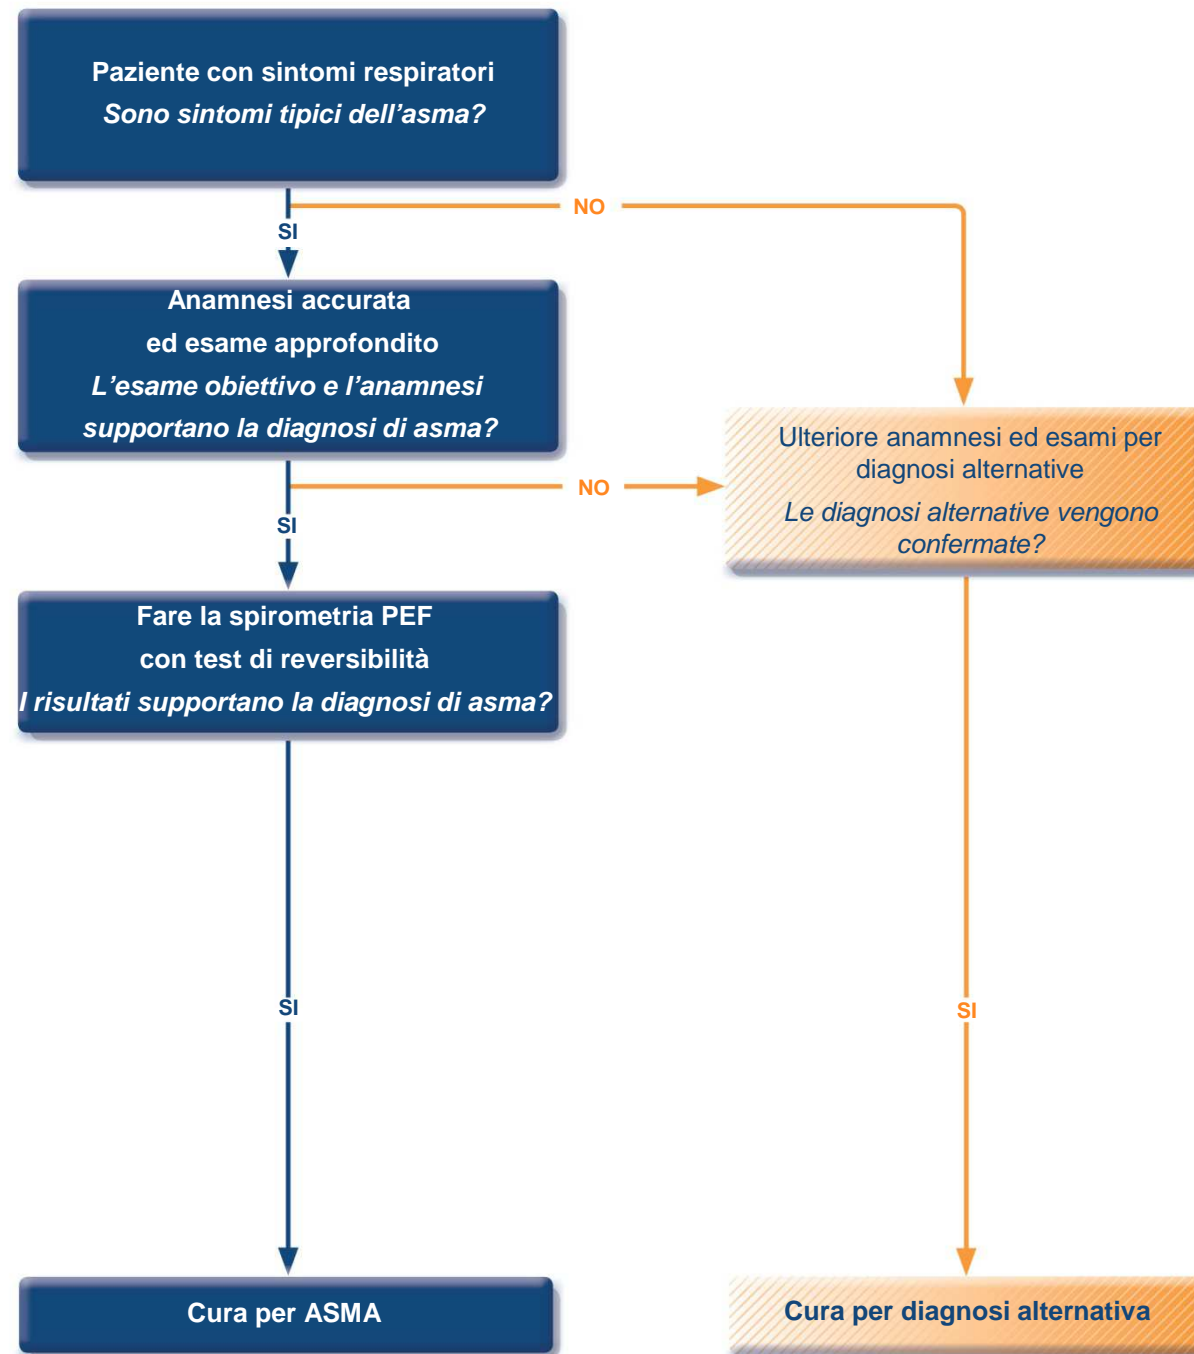 Paziente con sintomi respiratori
Sono sintomi tipici dell’asma?
NO
SI
Anamnesi accurata
ed esame approfondito
L’esame obiettivo e l’anamnesi
supportano la diagnosi di asma?
Ulteriore anamnesi ed esami per
diagnosi alternative
Le diagnosi alternative vengono
confermate?
NO
SI
Fare la spirometria PEF
con test di reversibilità
I risultati supportano la diagnosi di asma?
SI
SI
Cura per ASMA
Cura per diagnosi alternativa